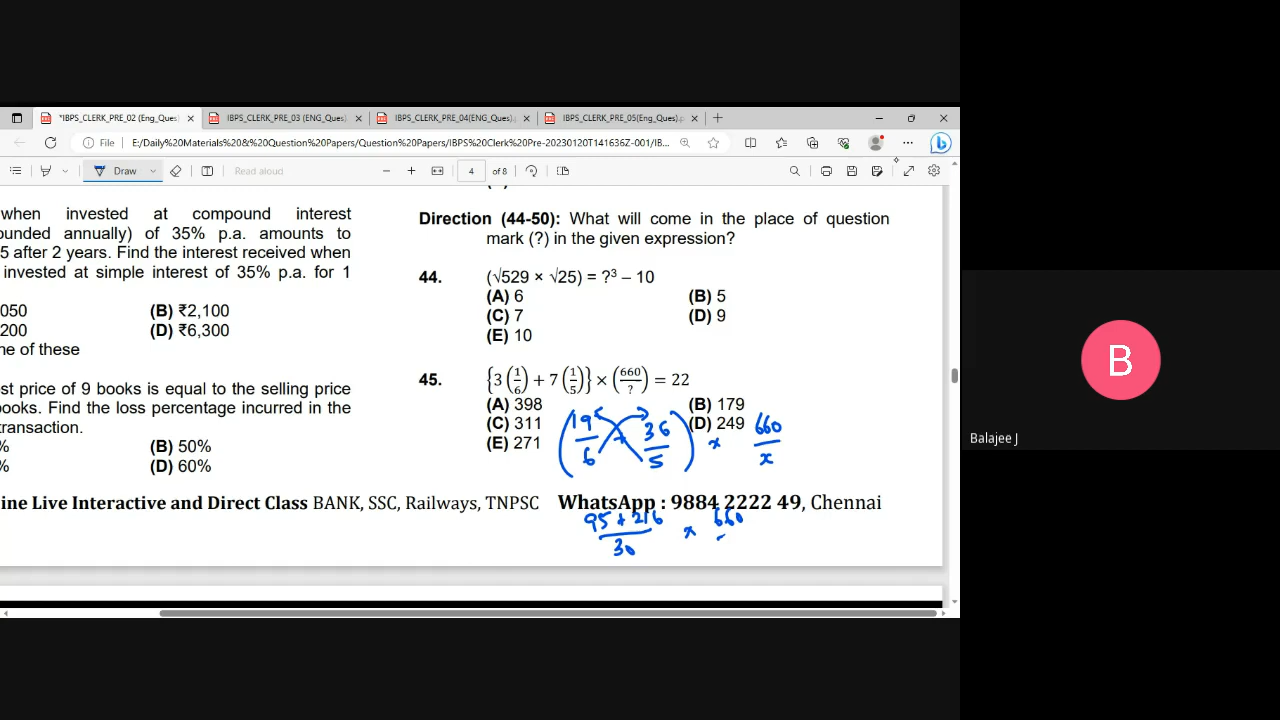 *IBPS_CLERK_PRE_02 (Eng_Ques).
IBPS_CLERK_PRE_03 (ENG_Ques).
IBPS_CLERK_PRE_04(ENG_Ques).p
IBPS_CLERK_PRE_05(Eng_Ques).p
File E:/Daily%20Materials%20&%20Question%20Papers/Question%20Papers/IBPS%20Clerk%20Pre-20230120T141636Z-001/IB...
Draw Read aloud 4 of 8
when invested at compound interest
ounded annually) of 35% p.a. amounts to
5 after 2 years. Find the interest received when
invested at simple interest of 35% p.a. for 1
050 (B) ₹2,100
200 (D) ₹6,300
ne of these
ost price of 9 books is equal to the selling price
ooks. Find the loss percentage incurred in the
transaction.
% (B) 50%
% (D) 60%
Direction (44-50): What will come in the place of question
mark (?) in the given expression?
44. (√529 × √25) = ?³ – 10
(A) 6 (B) 5
(C) 7 (D) 9
(E) 10
45. {3 (1/6) + 7 (1/5)} × (660/?) = 22
(A) 398 (B) 179
(C) 311 (D) 249
(E) 271
(19/6 + 36/5) × 660/x
ine Live Interactive and Direct Class BANK, SSC, Railways, TNPSC WhatsApp : 9884 2222 49, Chennai
95 + 216 / 30 × 660
B
Balajee J